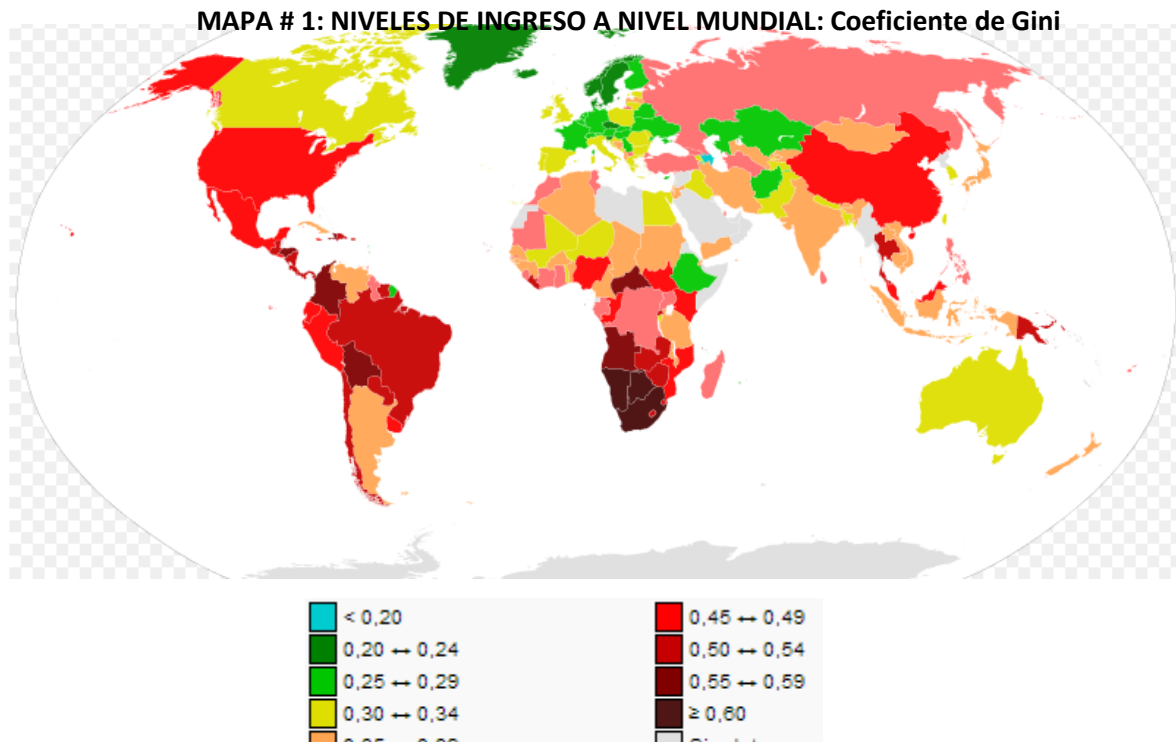 MAPA # 1: NIVELES DE INGRESO A NIVEL MUNDIAL: Coeficiente de Gini
< 0,20
0,20 ↔ 0,24
0,25 ↔ 0,29
0,30 ↔ 0,34
0,45 ↔ 0,49
0,50 ↔ 0,54
0,55 ↔ 0,59
≥ 0,60